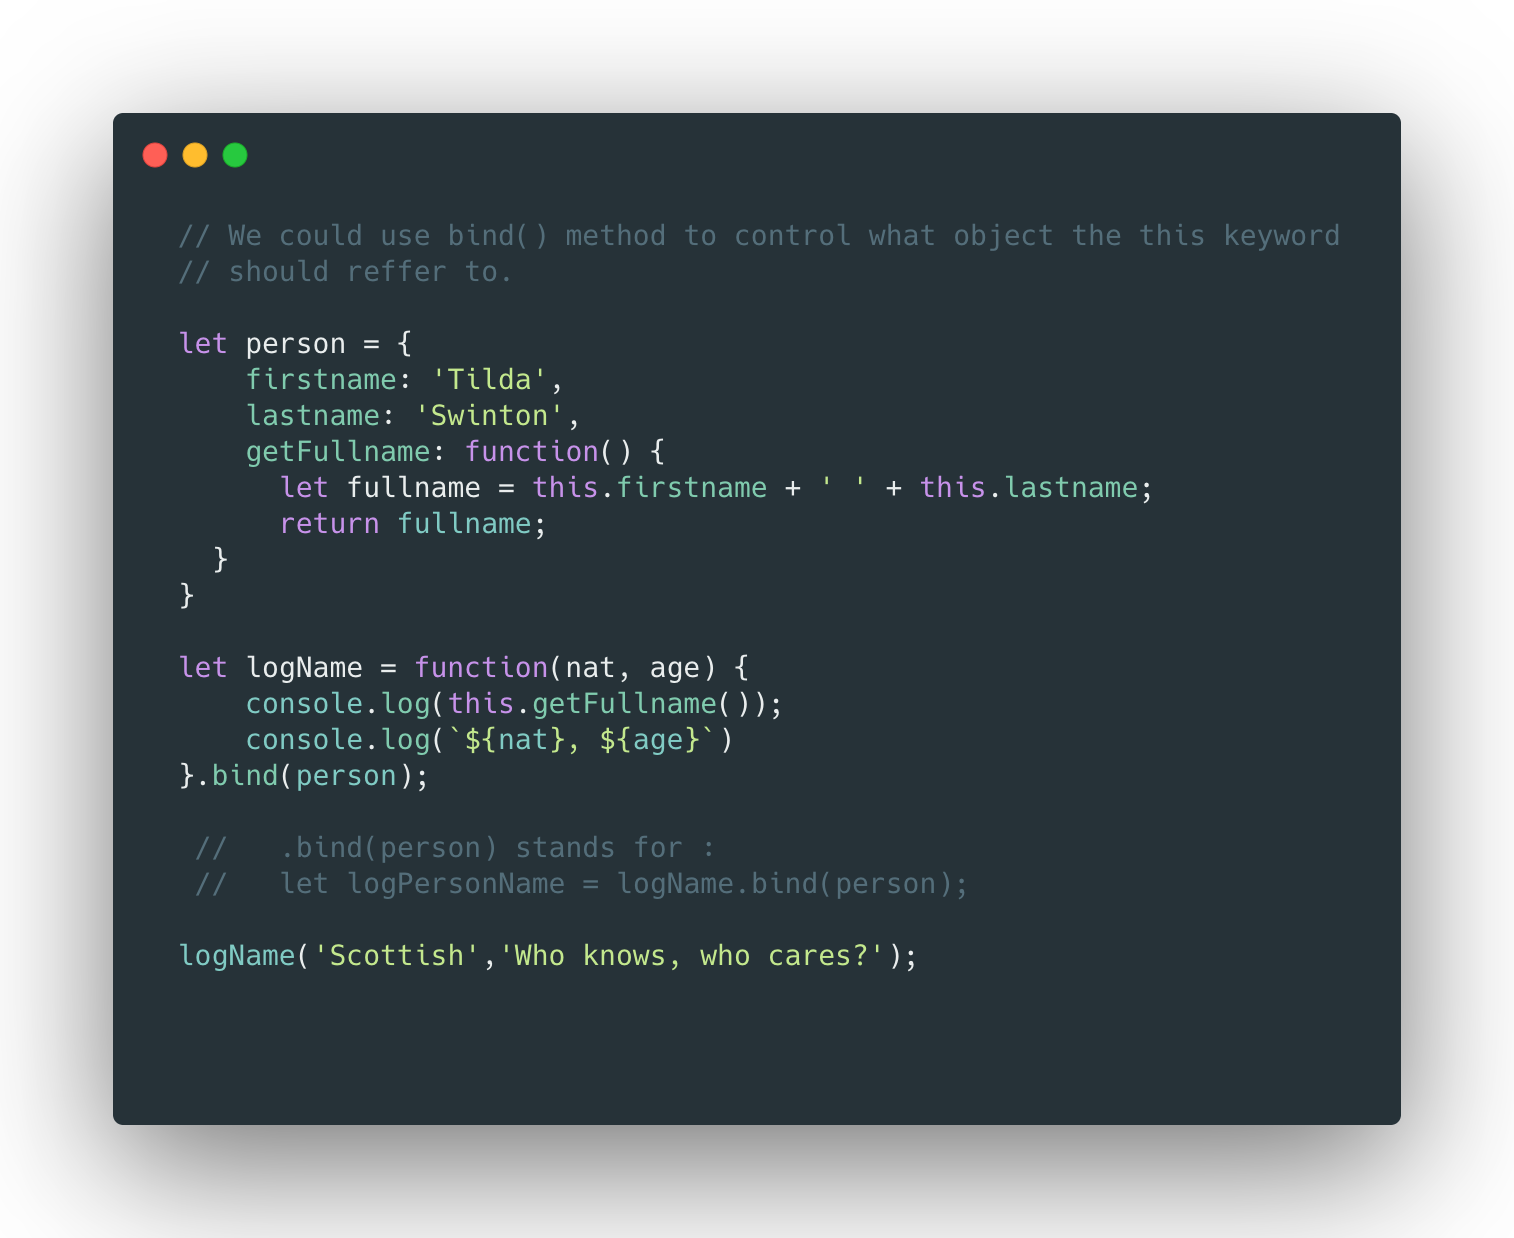 // We could use bind() method to control what object the this keyword
// should reffer to.
let person = {
firstname: 'Tilda',
lastname: 'Swinton',
getFullname: function() {
let fullname = this.firstname + ' ' + this.lastname;
return fullname;
}
}
let logName = function(nat, age) {
console.log(this.getFullname());
console.log(`${nat}, ${age}`)
}.bind(person);
//   .bind(person) stands for :
//   let logPersonName = logName.bind(person);
logName('Scottish','Who knows, who cares?');